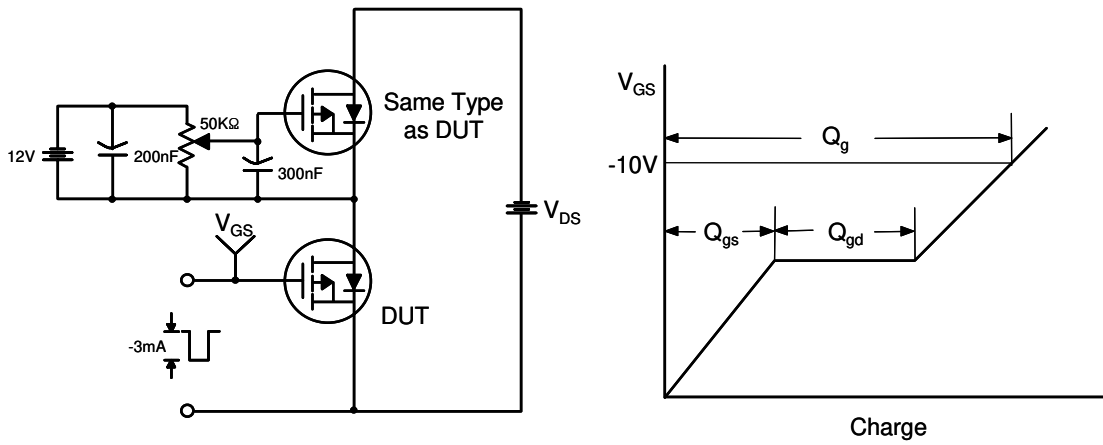 12V
200nF
50KΩ
300nF
Same Type
as DUT
V_DS
V_GS
DUT
-3mA
V_GS
-10V
Q_g
Q_gs
Q_gd
Charge